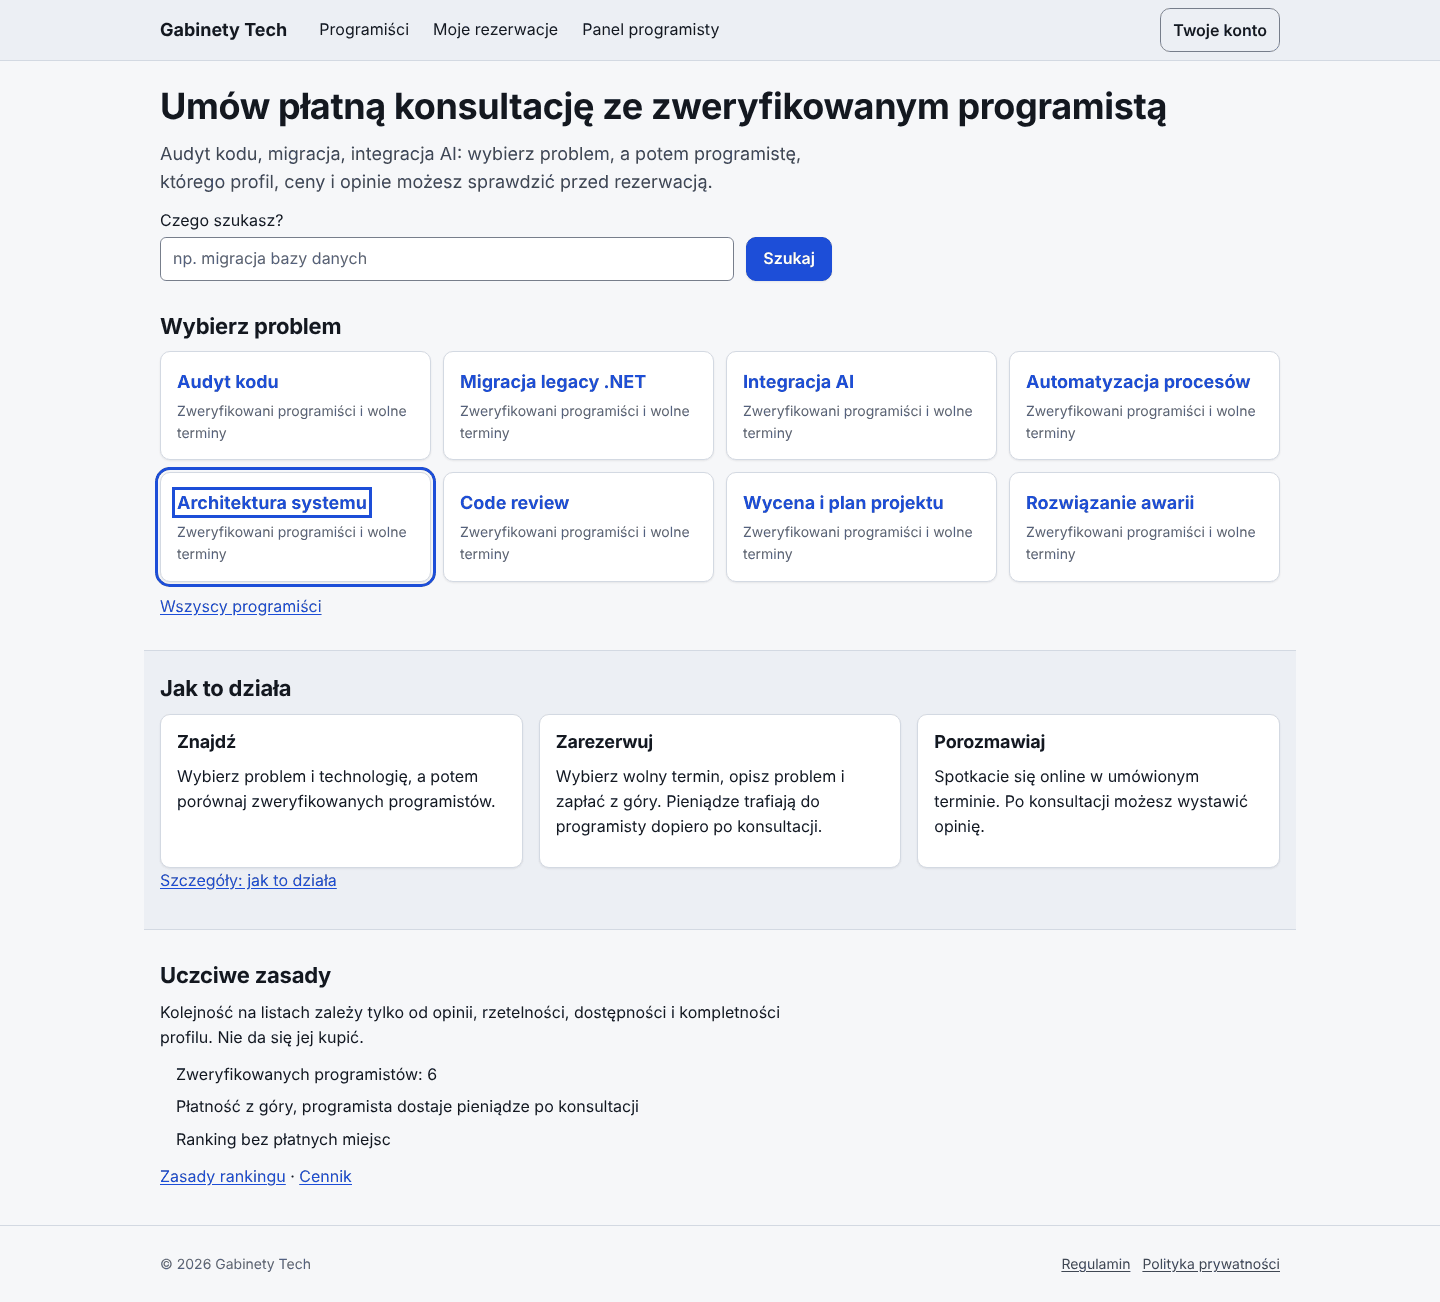 Gabinety Tech Programiści Moje rezerwacje Panel programisty Twoje konto
Umów płatną konsultację ze zweryfikowanym programistą
Audyt kodu, migracja, integracja AI: wybierz problem, a potem programistę,
którego profil, ceny i opinie możesz sprawdzić przed rezerwacją.
Czego szukasz?
np. migracja bazy danych Szukaj
Wybierz problem
Audyt kodu
Zweryfikowani programiści i wolne
terminy
Migracja legacy .NET
Zweryfikowani programiści i wolne
terminy
Integracja AI
Zweryfikowani programiści i wolne
terminy
Automatyzacja procesów
Zweryfikowani programiści i wolne
terminy
Architektura systemu
Zweryfikowani programiści i wolne
terminy
Code review
Zweryfikowani programiści i wolne
terminy
Wycena i plan projektu
Zweryfikowani programiści i wolne
terminy
Rozwiązanie awarii
Zweryfikowani programiści i wolne
terminy
Wszyscy programiści
Jak to działa
Znajdź
Wybierz problem i technologię, a potem
porównaj zweryfikowanych programistów.
Zarezerwuj
Wybierz wolny termin, opisz problem i
zapłać z góry. Pieniądze trafiają do
programisty dopiero po konsultacji.
Porozmawiaj
Spotkacie się online w umówionym
terminie. Po konsultacji możesz wystawić
opinię.
Szczegóły: jak to działa
Uczciwe zasady
Kolejność na listach zależy tylko od opinii, rzetelności, dostępności i kompletności
profilu. Nie da się jej kupić.
Zweryfikowanych programistów: 6
Płatność z góry, programista dostaje pieniądze po konsultacji
Ranking bez płatnych miejsc
Zasady rankingu · Cennik
© 2026 Gabinety Tech Regulamin Polityka prywatności